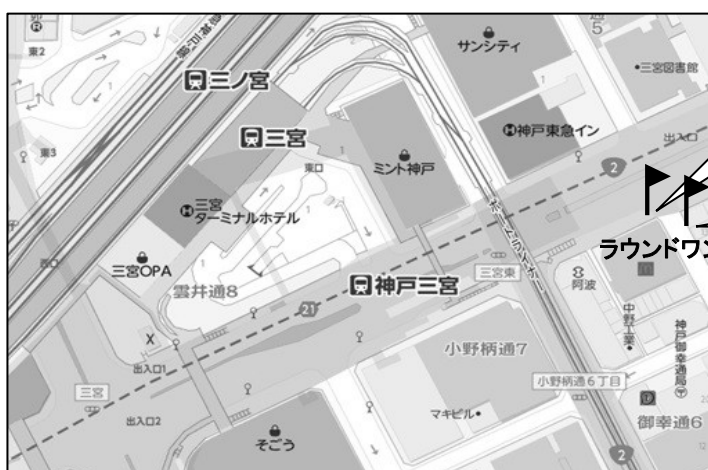 東2
サンシティ
5
三宮図書館
三ノ宮
三宮
神戸東急イン
出入口
東3
東口
ミント神戸
2
三宮
ターミナルホテル
ポートライナー
ラウンドワン
三宮OPA
雲井通8
神戸三宮
三宮東
阿波
21
中野工業
神戸御幸通局
小野柄通7
出入口1
三宮
小野柄通6丁目
出入口2
マキビル
御幸通6
そごう
2